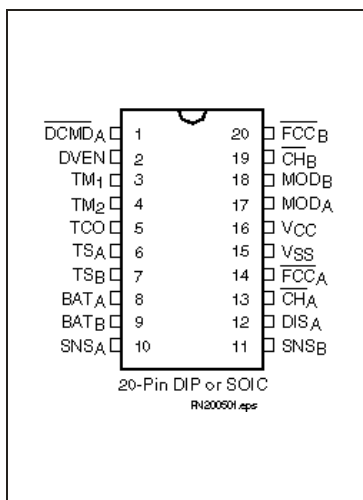 DCMDA 1 20 FCCB
DVEN 2 19 CHB
TM1 3 18 MODB
TM2 4 17 MODA
TCO 5 16 VCC
TSA 6 15 VSS
TSB 7 14 FCCA
BATA 8 13 CHA
BATB 9 12 DISA
SNSA 10 11 SNSB
20-Pin DIP or SOIC
PN200501.eps